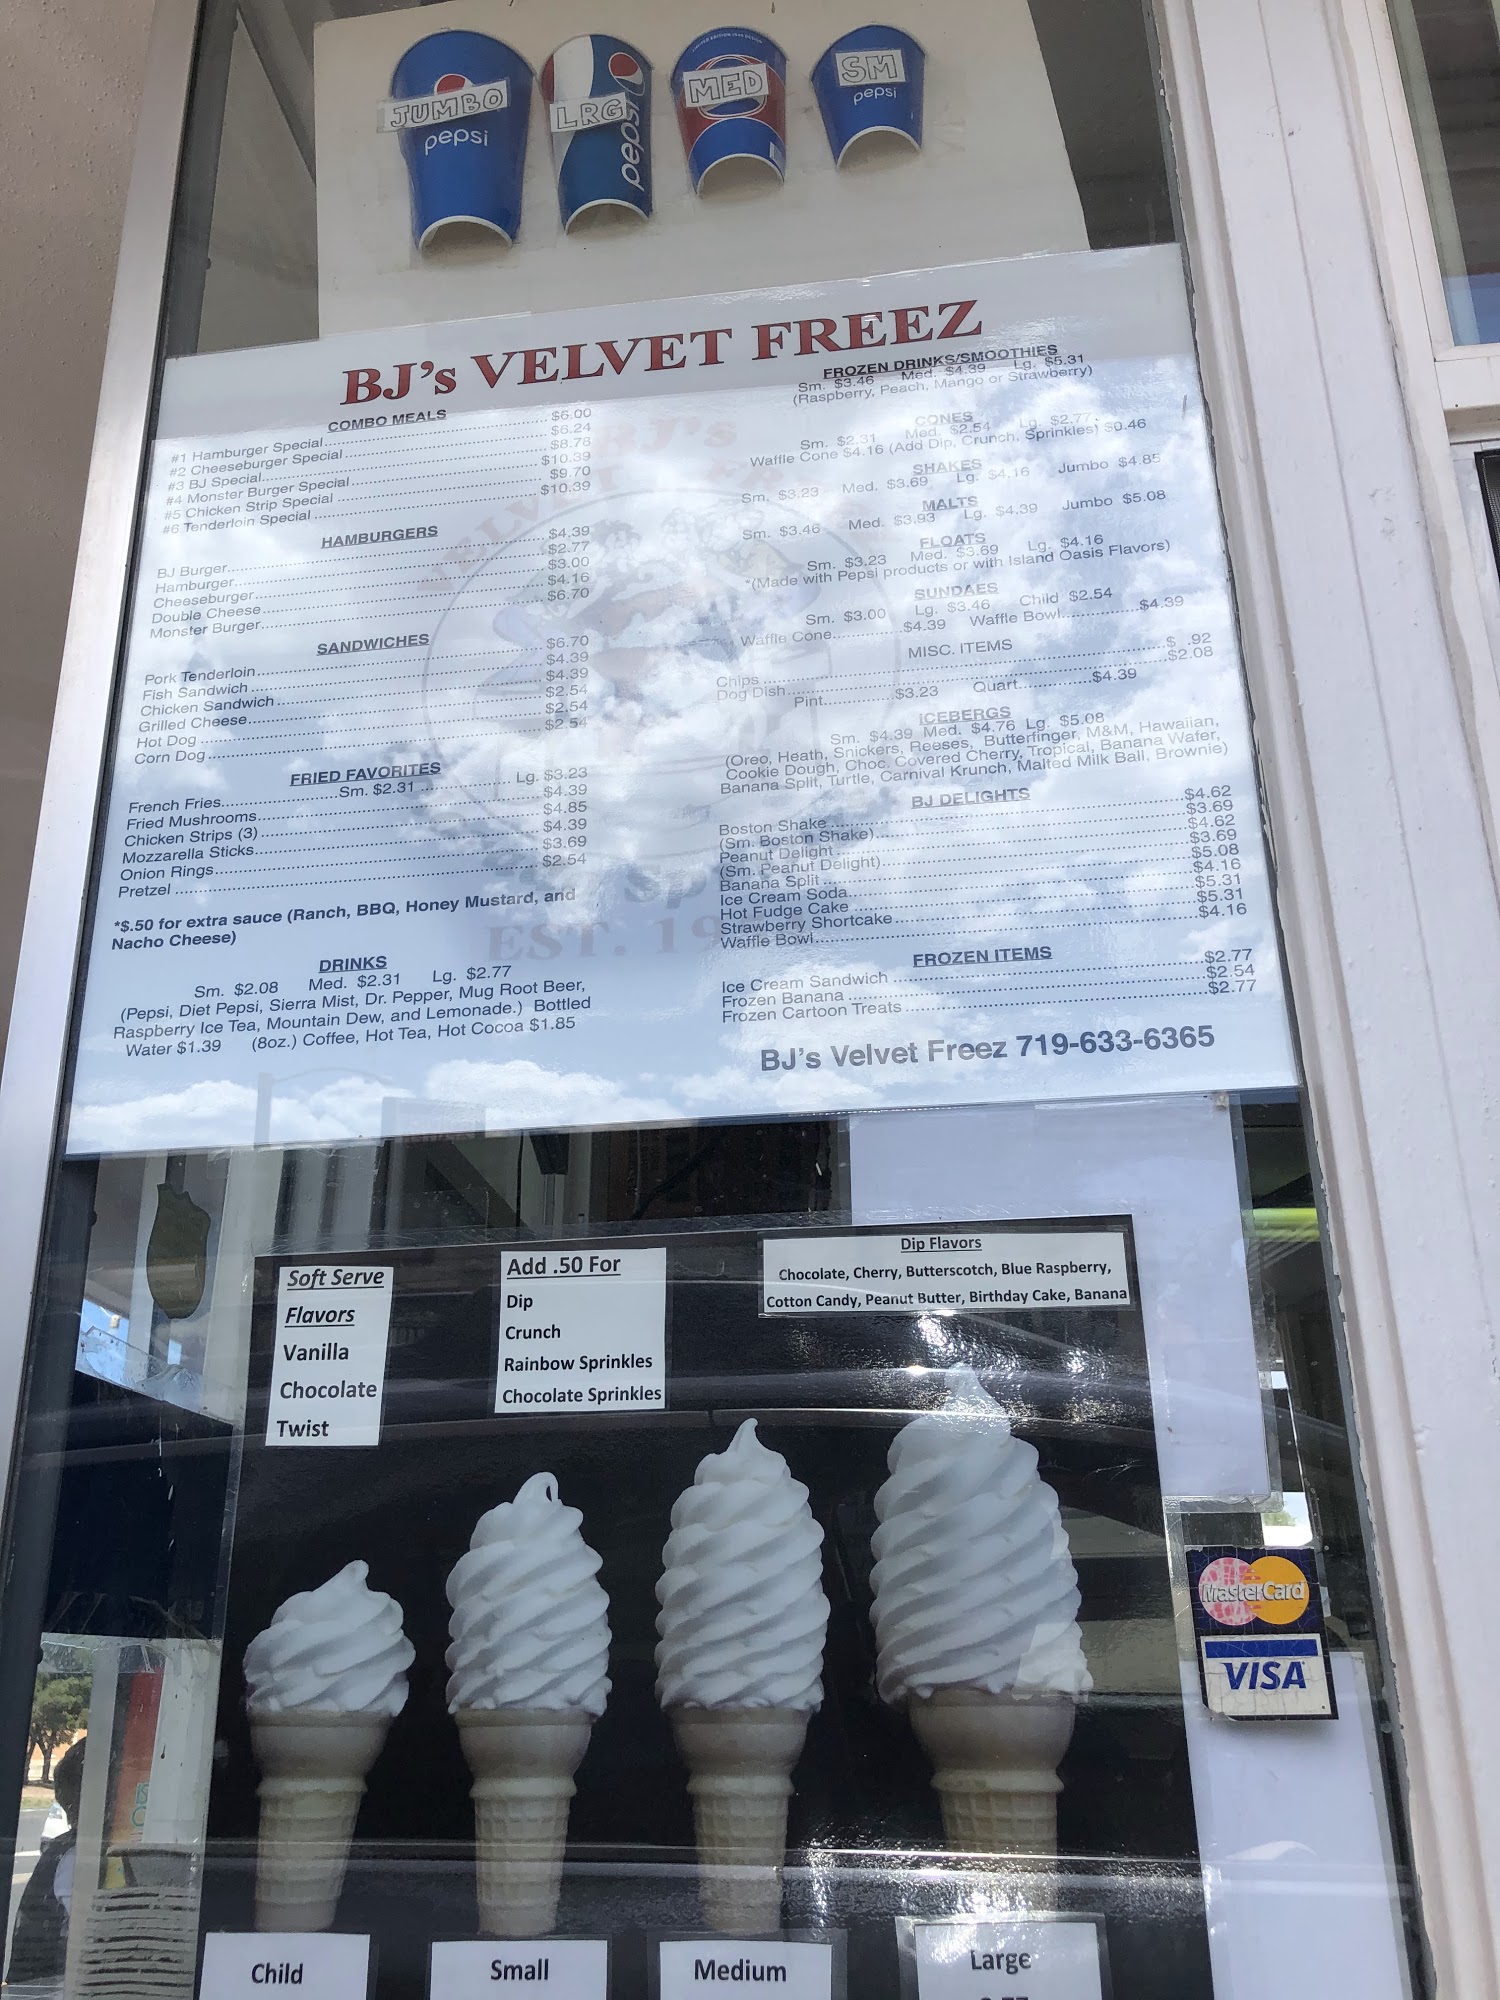 JUMBO
pepsi
LRG
pepsi
MED
SM
pepsi
BJ's VELVET FREEZ
COMBO MEALS
#1 Hamburger Special $6.00
#2 Cheeseburger Special $6.24
#3 BJ Special $8.78
#4 Monster Burger Special $10.39
#5 Chicken Strip Special $9.70
#6 Tenderloin Special $10.39
HAMBURGERS
BJ Burger $4.39
Hamburger $2.77
Cheeseburger $3.00
Double Cheese $4.16
Monster Burger $6.70
SANDWICHES
Pork Tenderloin $6.70
Fish Sandwich $4.39
Chicken Sandwich $4.39
Grilled Cheese $2.54
Hot Dog $2.54
Corn Dog $2.54
FRIED FAVORITES
French Fries Sm. $2.31 Lg. $3.23
Fried Mushrooms $4.39
Chicken Strips (3) $4.85
Mozzarella Sticks $4.39
Onion Rings $3.69
Pretzel $2.54
*$.50 for extra sauce (Ranch, BBQ, Honey Mustard, and
Nacho Cheese)
DRINKS
Sm. $2.08 Med. $2.31 Lg. $2.77
(Pepsi, Diet Pepsi, Sierra Mist, Dr. Pepper, Mug Root Beer,
Raspberry Ice Tea, Mountain Dew, and Lemonade.) Bottled
Water $1.39 (8oz.) Coffee, Hot Tea, Hot Cocoa $1.85
FROZEN DRINKS/SMOOTHIES
Sm. $3.46 Med. $4.39 Lg. $5.31
(Raspberry, Peach, Mango or Strawberry)
CONES
Sm. $2.31 Med. $2.54 Lg. $2.77
Waffle Cone $4.16 (Add Dip, Crunch, Sprinkles) $0.46
SHAKES
Sm. $3.23 Med. $3.69 Lg. $4.16 Jumbo $4.85
MALTS
Sm. $3.46 Med. $3.93 Lg. $4.39 Jumbo $5.08
FLOATS
Sm. $3.23 Med. $3.69 Lg. $4.16
*(Made with Pepsi products or with Island Oasis Flavors)
SUNDAES
Sm. $3.00 Lg. $3.46 Child $2.54
Waffle Cone $4.39 Waffle Bowl $4.39
MISC. ITEMS
Chips $ .92
Dog Dish $2.08
Pint $3.23 Quart $4.39
ICEBERGS
Sm. $4.39 Med. $4.76 Lg. $5.08
(Oreo, Heath, Snickers, Reeses, Butterfinger, M&M, Hawaiian,
Cookie Dough, Choc. Covered Cherry, Tropical, Banana Wafer,
Banana Split, Turtle, Carnival Krunch, Malted Milk Ball, Brownie)
BJ DELIGHTS
Boston Shake $4.62
(Sm. Boston Shake) $3.69
Peanut Delight $4.62
(Sm. Peanut Delight) $3.69
Banana Split $5.08
Ice Cream Soda $4.16
Hot Fudge Cake $5.31
Strawberry Shortcake $5.31
Waffle Bowl $4.16
FROZEN ITEMS
Ice Cream Sandwich $2.77
Frozen Banana $2.54
Frozen Cartoon Treats $2.77
BJ's Velvet Freez 719-633-6365
Soft Serve
Flavors
Vanilla
Chocolate
Twist
Add .50 For
Dip
Crunch
Rainbow Sprinkles
Chocolate Sprinkles
Dip Flavors
Chocolate, Cherry, Butterscotch, Blue Raspberry,
Cotton Candy, Peanut Butter, Birthday Cake, Banana
MasterCard
VISA
Child
Small
Medium
Large